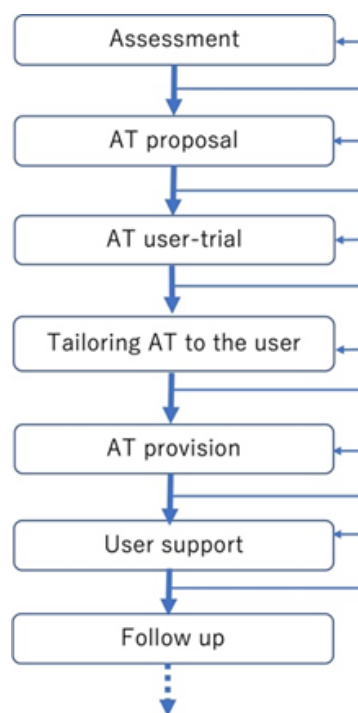 Assessment
AT proposal
AT user-trial
Tailoring AT to the user
AT provision
User support
Follow up